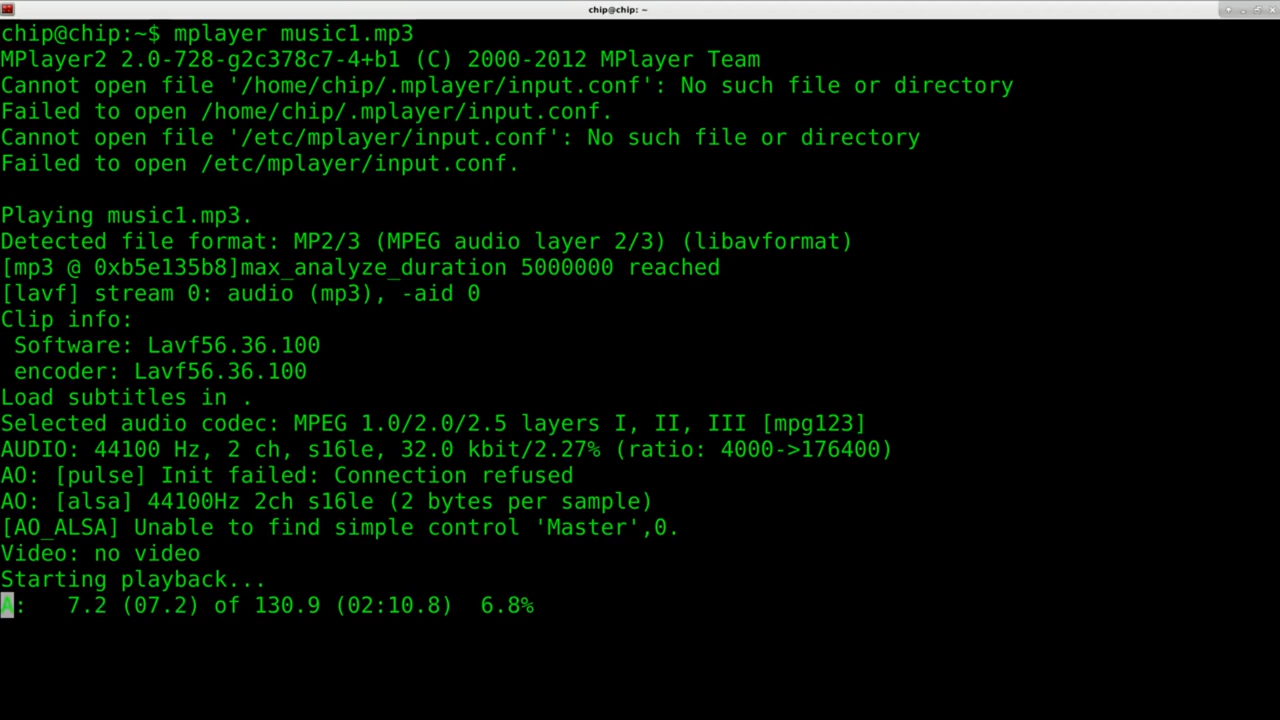 chip@chip: ~
chip@chip:~$ mplayer music1.mp3
MPlayer2 2.0-728-g2c378c7-4+b1 (C) 2000-2012 MPlayer Team
Cannot open file '/home/chip/.mplayer/input.conf': No such file or directory
Failed to open /home/chip/.mplayer/input.conf.
Cannot open file '/etc/mplayer/input.conf': No such file or directory
Failed to open /etc/mplayer/input.conf.
Playing music1.mp3.
Detected file format: MP2/3 (MPEG audio layer 2/3) (libavformat)
[mp3 @ 0xb5e135b8]max_analyze_duration 5000000 reached
[lavf] stream 0: audio (mp3), -aid 0
Clip info:
Software: Lavf56.36.100
encoder: Lavf56.36.100
Load subtitles in .
Selected audio codec: MPEG 1.0/2.0/2.5 layers I, II, III [mpg123]
AUDIO: 44100 Hz, 2 ch, s16le, 32.0 kbit/2.27% (ratio: 4000->176400)
AO: [pulse] Init failed: Connection refused
AO: [alsa] 44100Hz 2ch s16le (2 bytes per sample)
[AO_ALSA] Unable to find simple control 'Master',0.
Video: no video
Starting playback...
A:   7.2 (07.2) of 130.9 (02:10.8)  6.8%